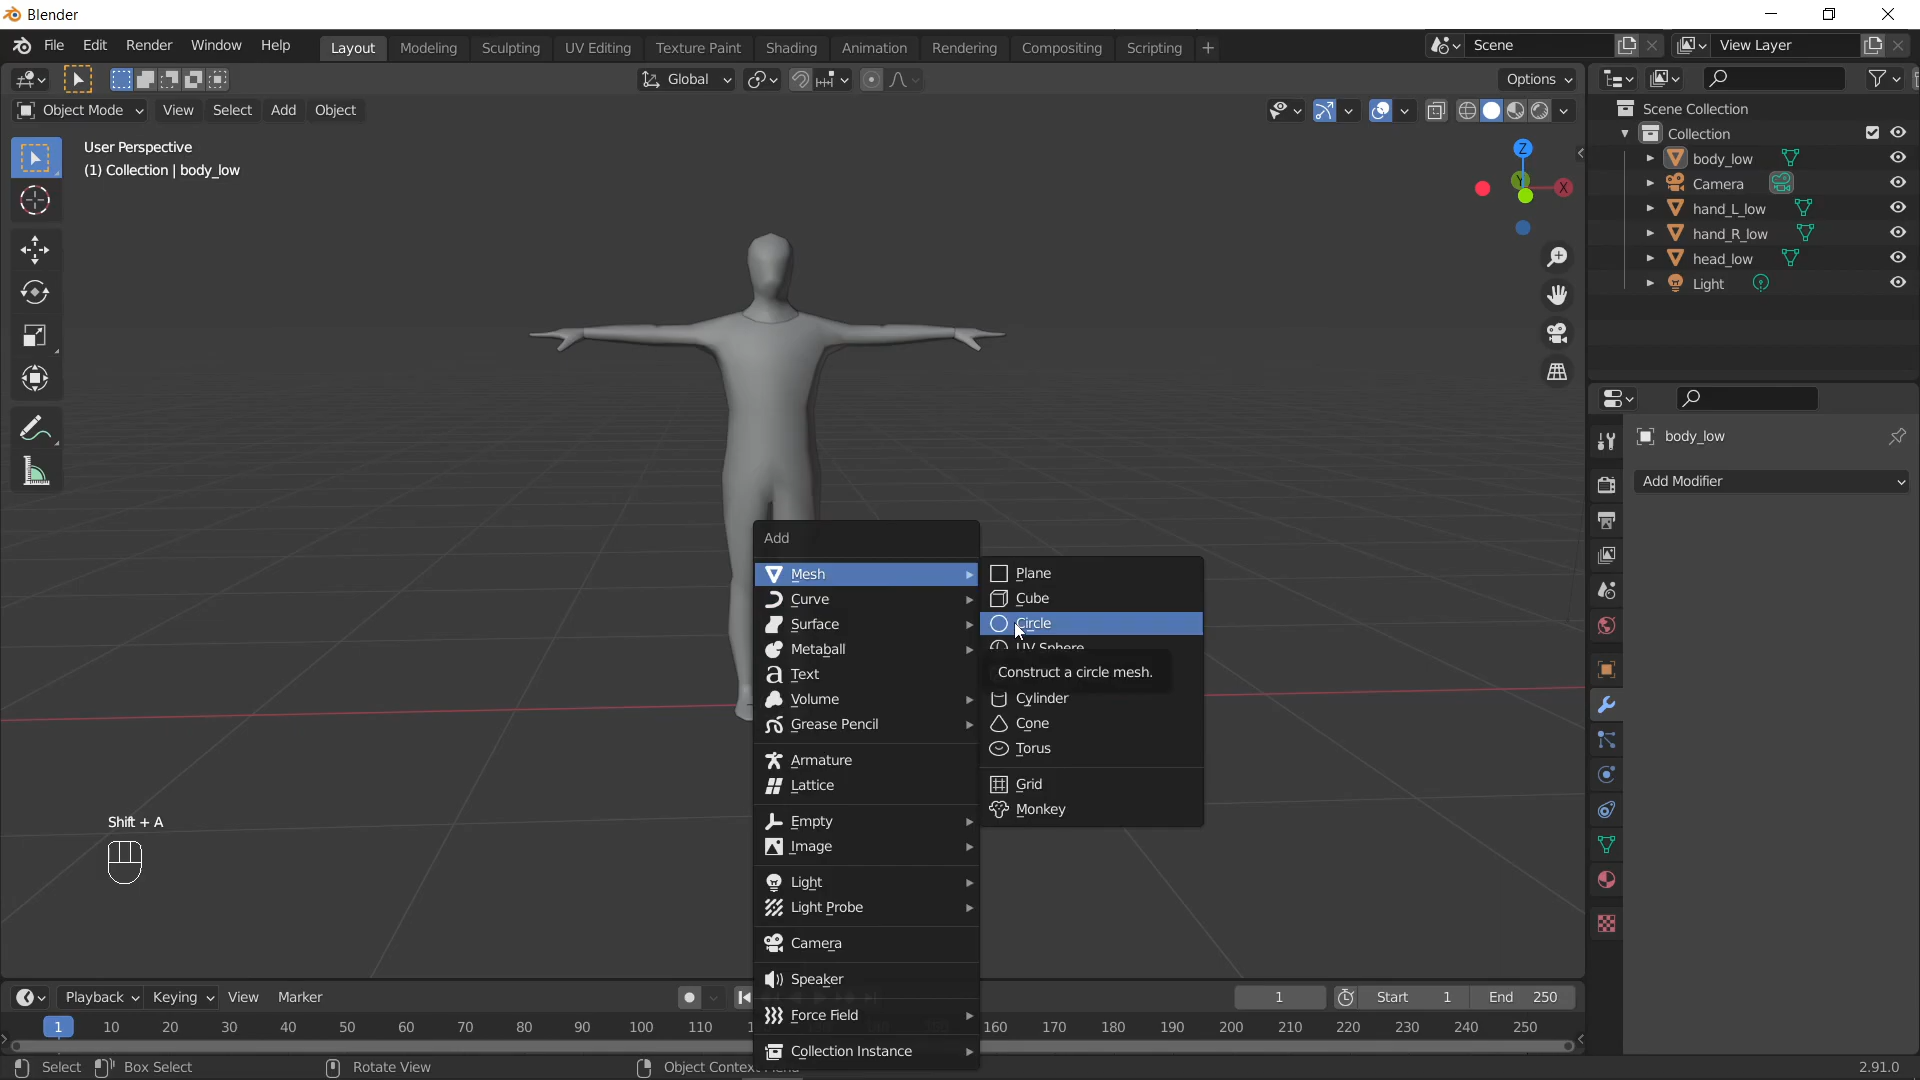 Blender
File Edit Render Window Help Layout Modeling Sculpting UV Editing Texture Paint Shading Animation Rendering Compositing Scripting + Scene View Layer
Global Options
Object Mode View Select Add Object
User Perspective
(1) Collection | body_low
Z
Y
X
Scene Collection
Collection
body_low
Camera
hand_L_low
hand_R_low
head_low
Light
body_low
Add Modifier
Add
Mesh
Curve
Surface
Metaball
Text
Volume
Grease Pencil
Armature
Lattice
Empty
Image
Light
Light Probe
Camera
Speaker
Force Field
Collection Instance
Plane
Cube
Circle
UV Sphere
Construct a circle mesh.
Cylinder
Cone
Torus
Grid
Monkey
Shift + A
Playback Keying View Marker 1 Start 1 End 250
1 10 20 30 40 50 60 70 80 90 100 110 160 170 180 190 200 210 220 230 240 250
Select Box Select Rotate View Object Context Menu 2.91.0